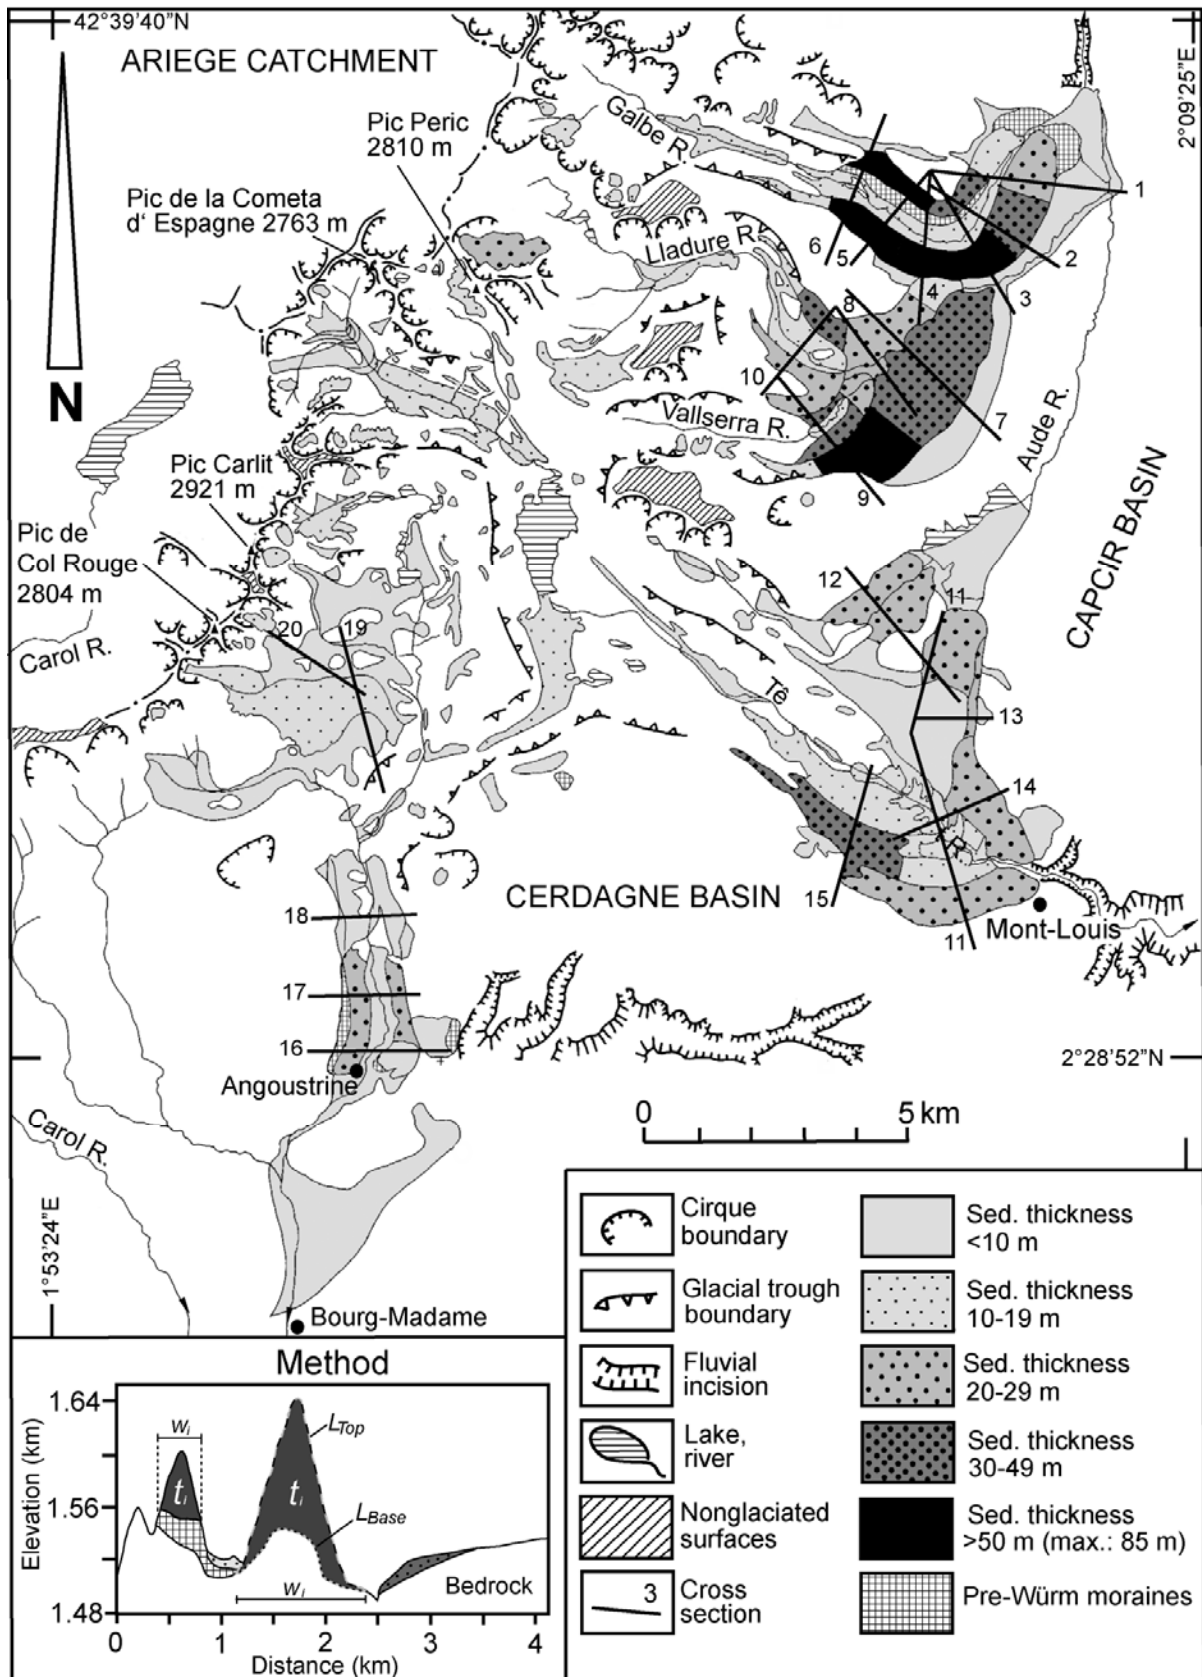 42°39'40"N
ARIEGE CATCHMENT
2°09'25"E
Pic Peric
2810 m
Galbe R.
Pic de la Cometa
d' Espagne 2763 m
Lladure R.
1
2
3
4
5
6
8
10
7
9
N
Vallserra R.
Aude R.
Pic Carlit
2921 m
Pic de
Col Rouge
2804 m
CAPCIR BASIN
12
11
20
19
Carol R.
Têt
R.
13
14
15
11
CERDAGNE BASIN
Mont-Louis
18
17
16
Angoustrine
2°28'52"N
0 5 km
Carol R.
1°53'24"E
Bourg-Madame
Method
Elevation (km)
1.64
1.56
1.48
wᵢ
tᵢ
tᵢ
L_Top
L_Base
wᵢ
Bedrock
0 1 2 3 4
Distance (km)
Cirque
boundary
Glacial trough
boundary
Fluvial
incision
Lake,
river
Nonglaciated
surfaces
3
Cross
section
Sed. thickness
<10 m
Sed. thickness
10-19 m
Sed. thickness
20-29 m
Sed. thickness
30-49 m
Sed. thickness
>50 m (max.: 85 m)
Pre-Würm moraines